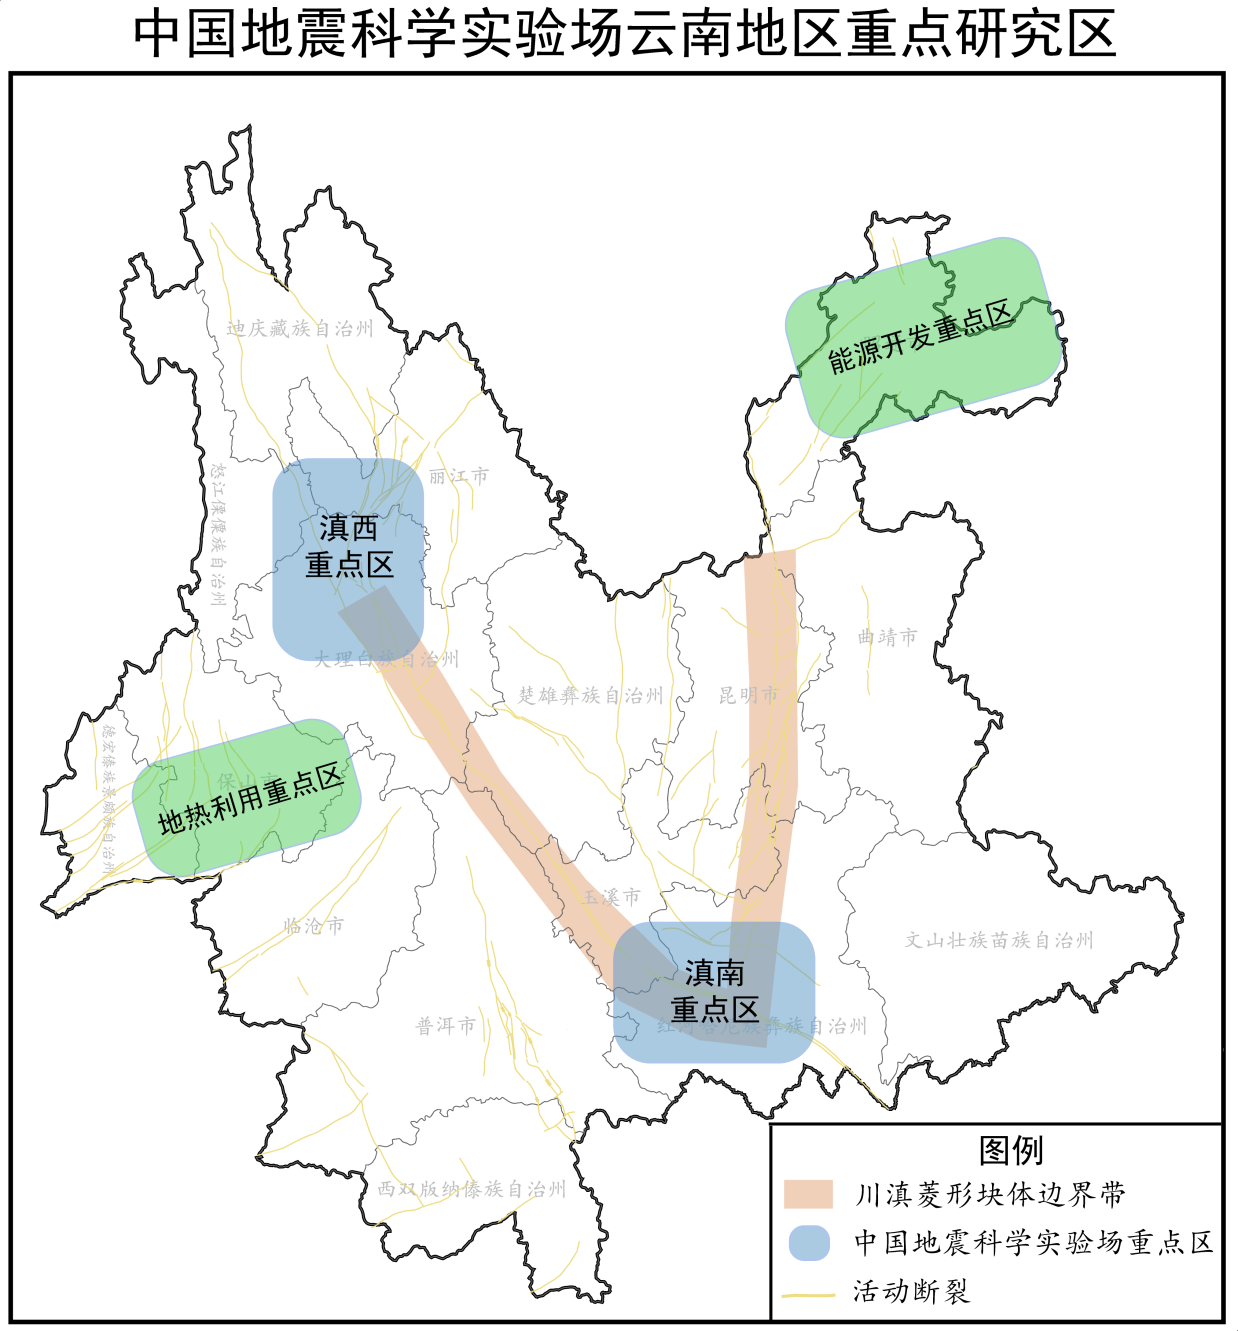 中国地震科学实验场云南地区重点研究区
迪庆藏族自治州
能源开发重点区
怒江傈僳族自治州
丽江市
滇西
重点区
大理白族自治州
曲靖市
楚雄彝族自治州
昆明市
德宏傣族景颇族自治州
保山市
地热利用重点区
玉溪市
临沧市
文山壮族苗族自治州
滇南
重点区
普洱市
红河哈尼族彝族自治州
西双版纳傣族自治州
图例
川滇菱形块体边界带
中国地震科学实验场重点区
活动断裂